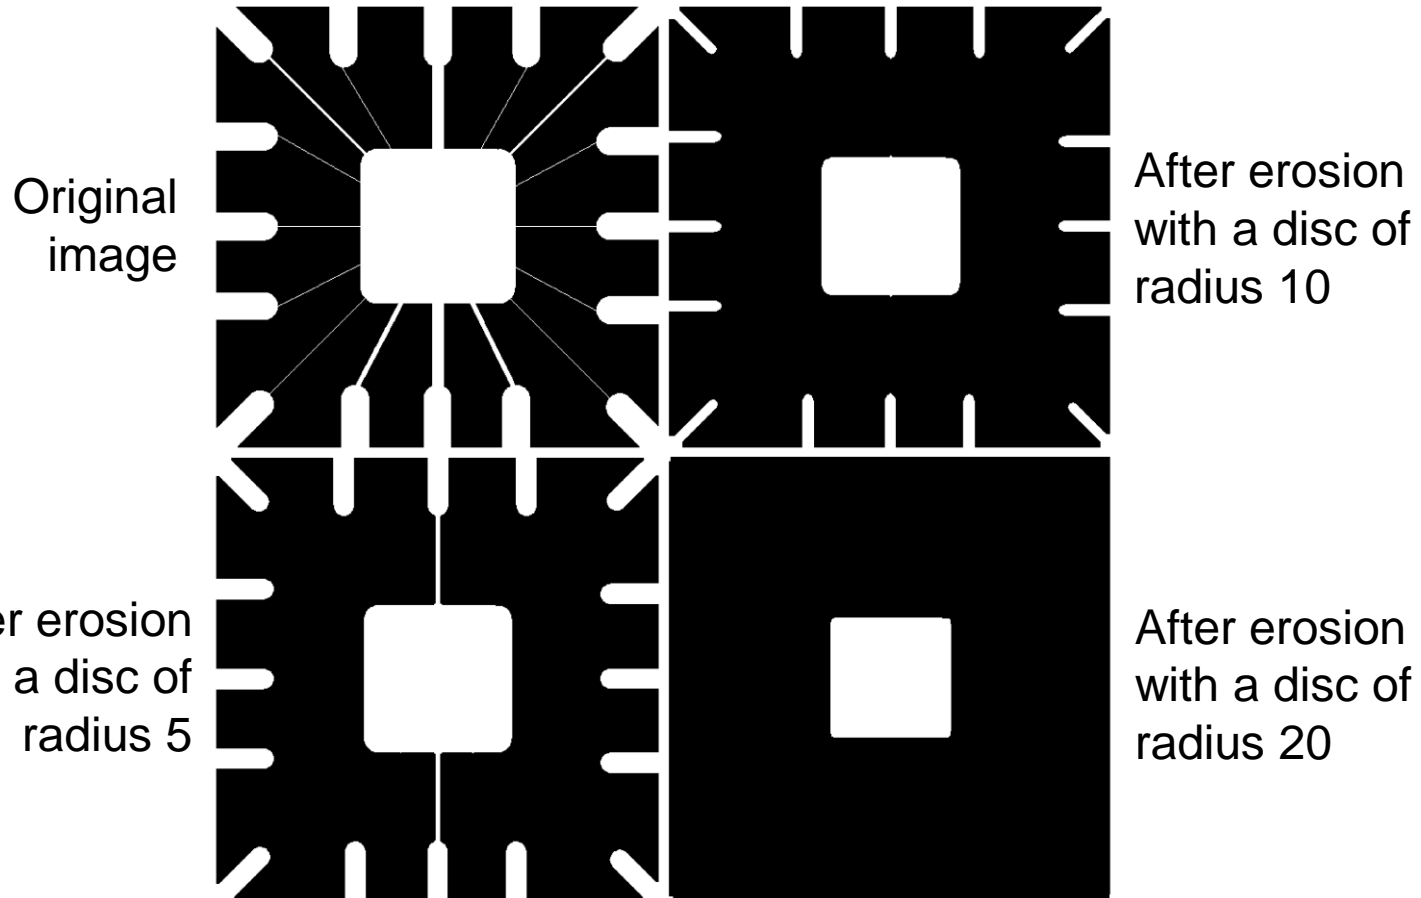 Original
image
After erosion
with a disc of
radius 10
er erosion
a disc of
radius 5
After erosion
with a disc of
radius 20